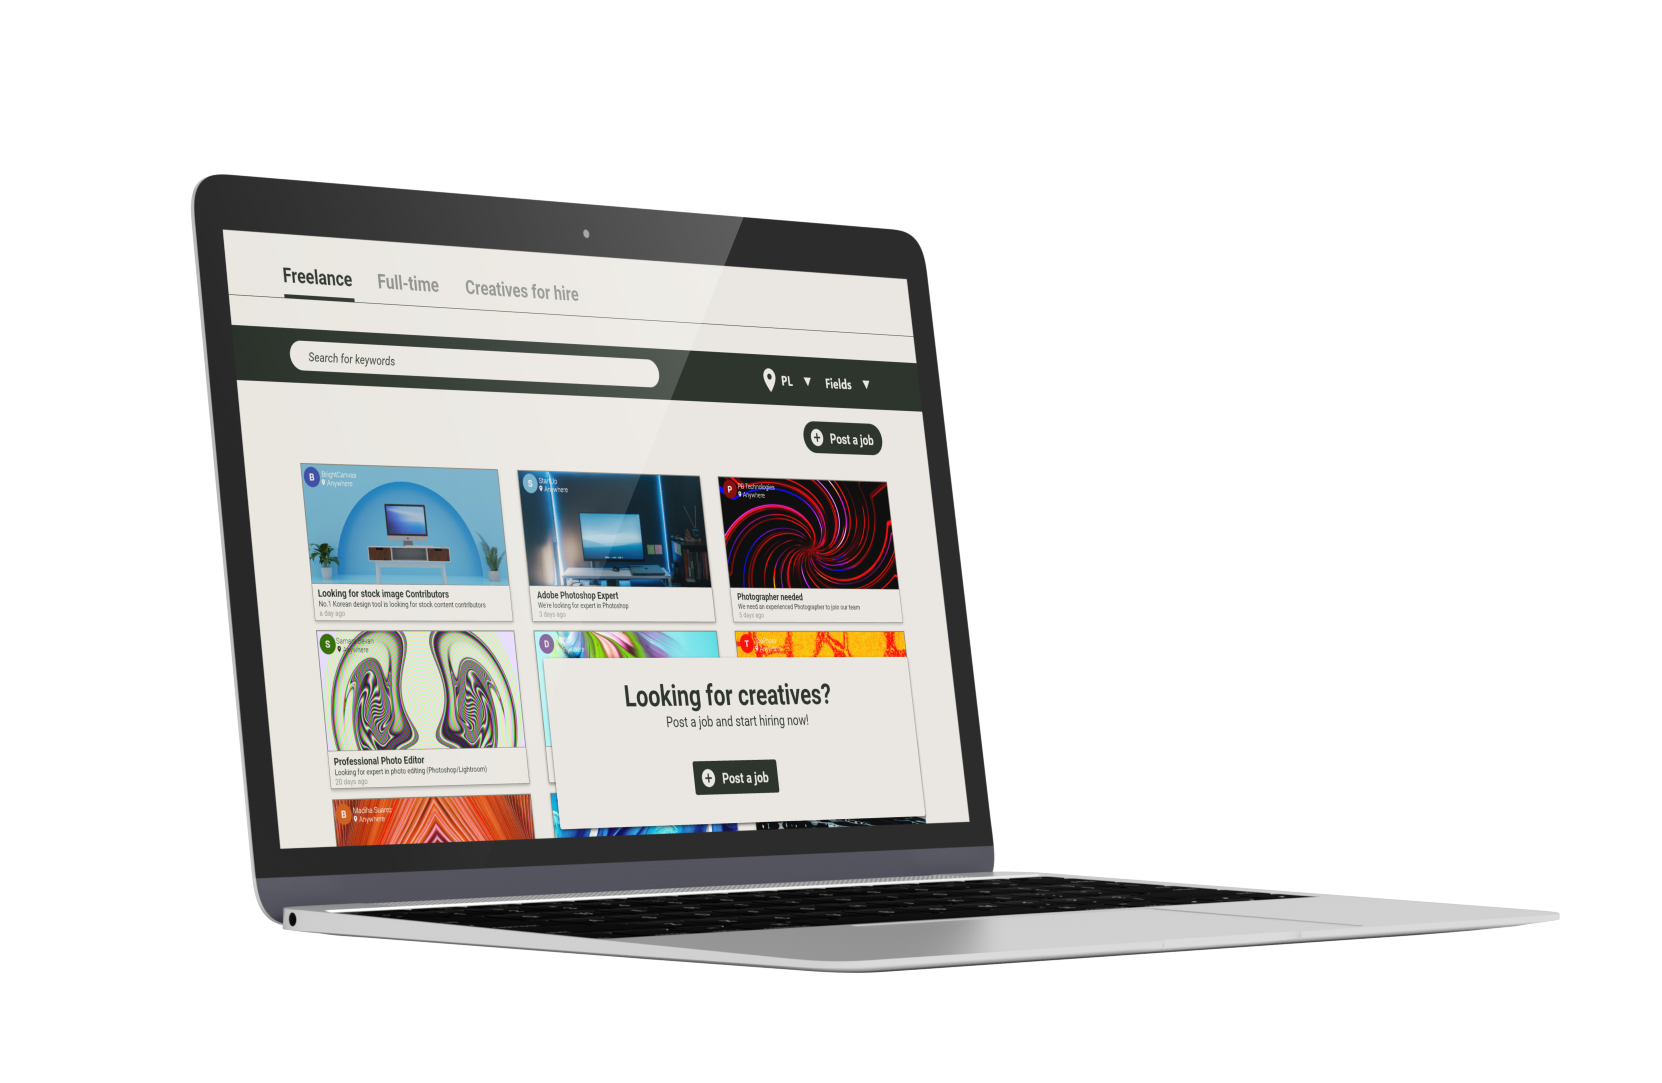 Freelance
Full-time
Creatives for hire
Search for keywords
PL
Fields
Post a job
B
BrightCanvas
Anywhere
Looking for stock image Contributors
No.1 Korean design tool is looking for stock content contributors
a day ago
S
StartUp
Anywhere
Adobe Photoshop Expert
We're looking for expert in Photoshop
3 days ago
P
PB Technologies
Anywhere
Photographer needed
We need an experienced Photographer to join our team
5 days ago
S
Anywhere
Professional Photo Editor
Looking for expert in photo editing (Photoshop/Lightroom)
20 days ago
D
T
Anywhere
Looking for creatives?
Post a job and start hiring now!
Post a job
B
Madina Suarez
Anywhere